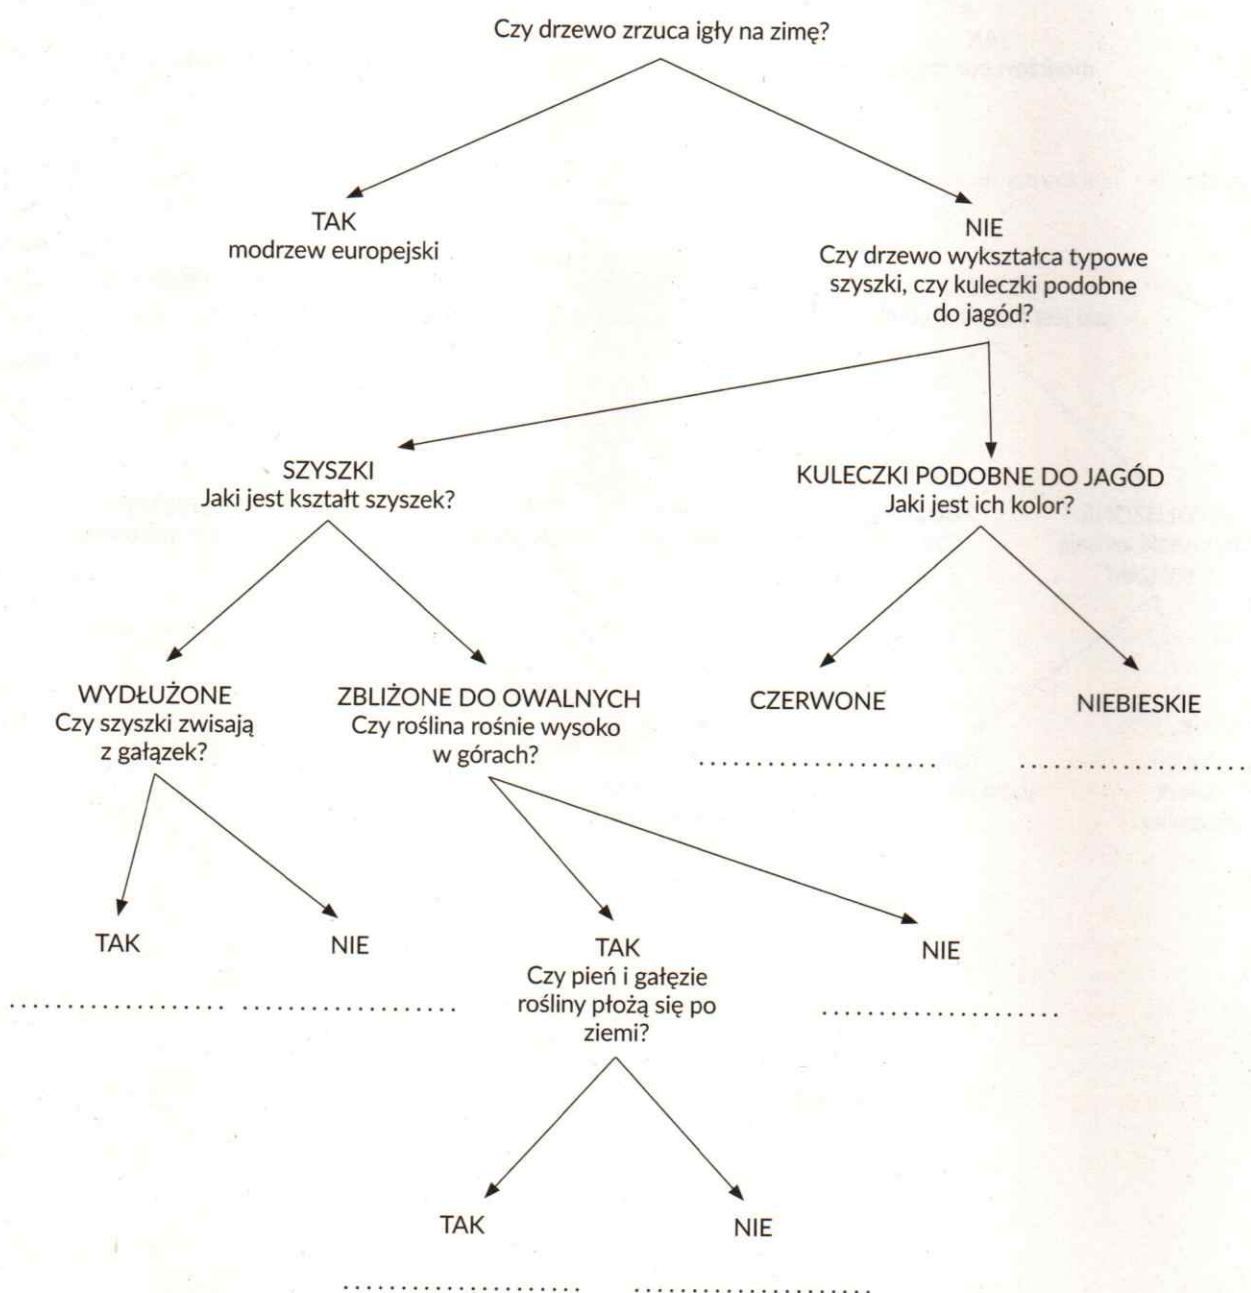 Czy drzewo zrzuca igły na zimę?
TAK
modrzew europejski
NIE
Czy drzewo wykształca typowe
szyszki, czy kuleczki podobne
do jagód?
SZYSZKI
Jaki jest kształt szyszek?
KULECZKI PODOBNE DO JAGÓD
Jaki jest ich kolor?
WYDŁUŻONE
Czy szyszki zwisają
z gałązek?
ZBLIŻONE DO OWALNYCH
Czy roślina rośnie wysoko
w górach?
CZERWONE
NIEBIESKIE
TAK
NIE
TAK
Czy pień i gałęzie
rośliny płożą się po
ziemi?
NIE
TAK
NIE